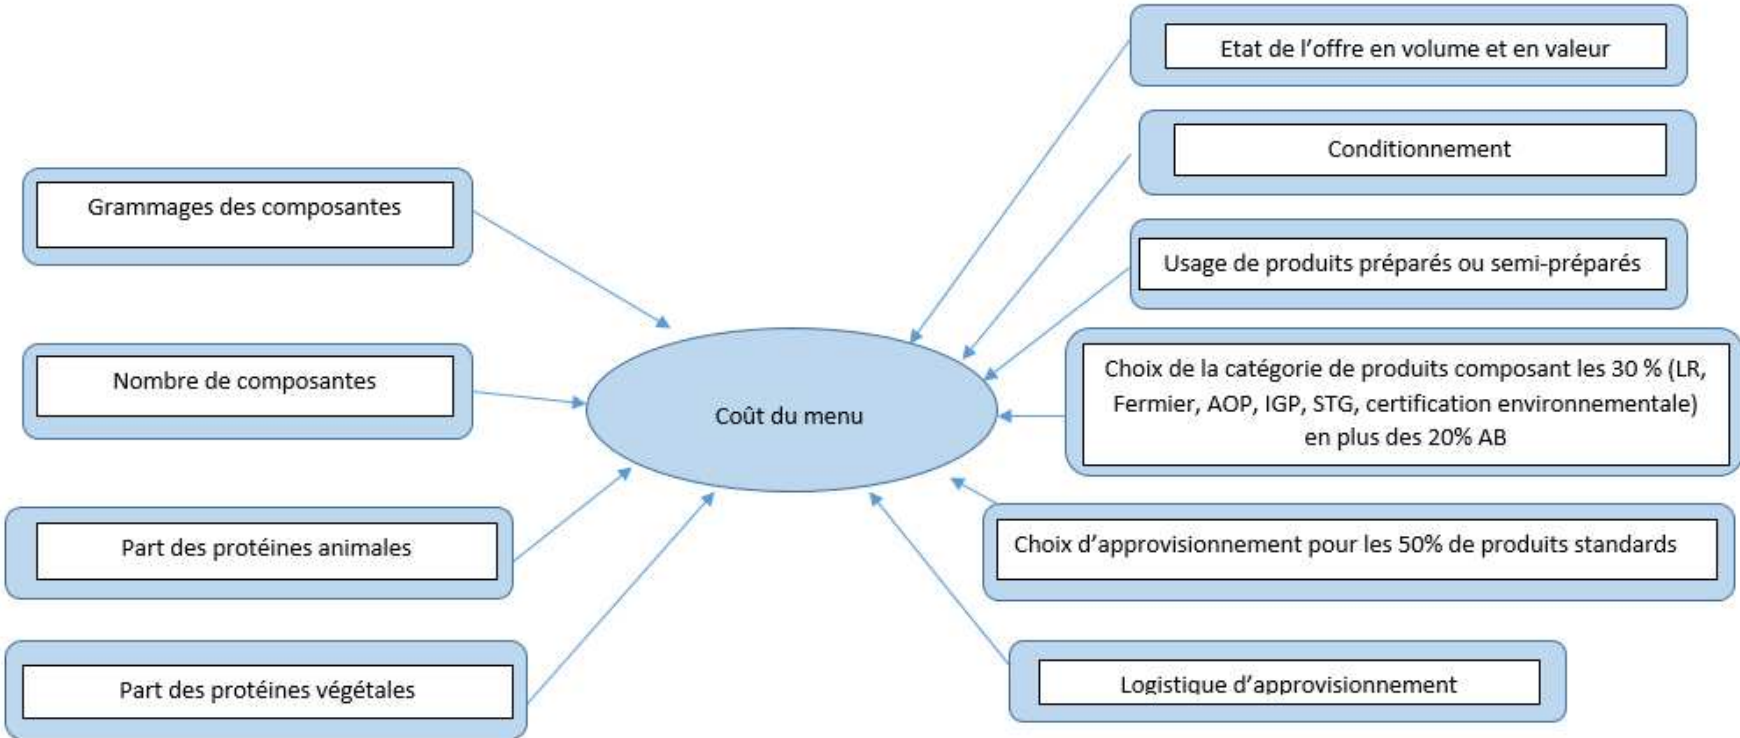 Grammages des composantes
Nombre de composantes
Part des protéines animales
Part des protéines végétales
Coût du menu
Etat de l'offre en volume et en valeur
Conditionnement
Usage de produits préparés ou semi-préparés
Choix de la catégorie de produits composant les 30 % (LR,
Fermier, AOP, IGP, STG, certification environnementale)
en plus des 20% AB
Choix d'approvisionnement pour les 50% de produits standards
Logistique d'approvisionnement